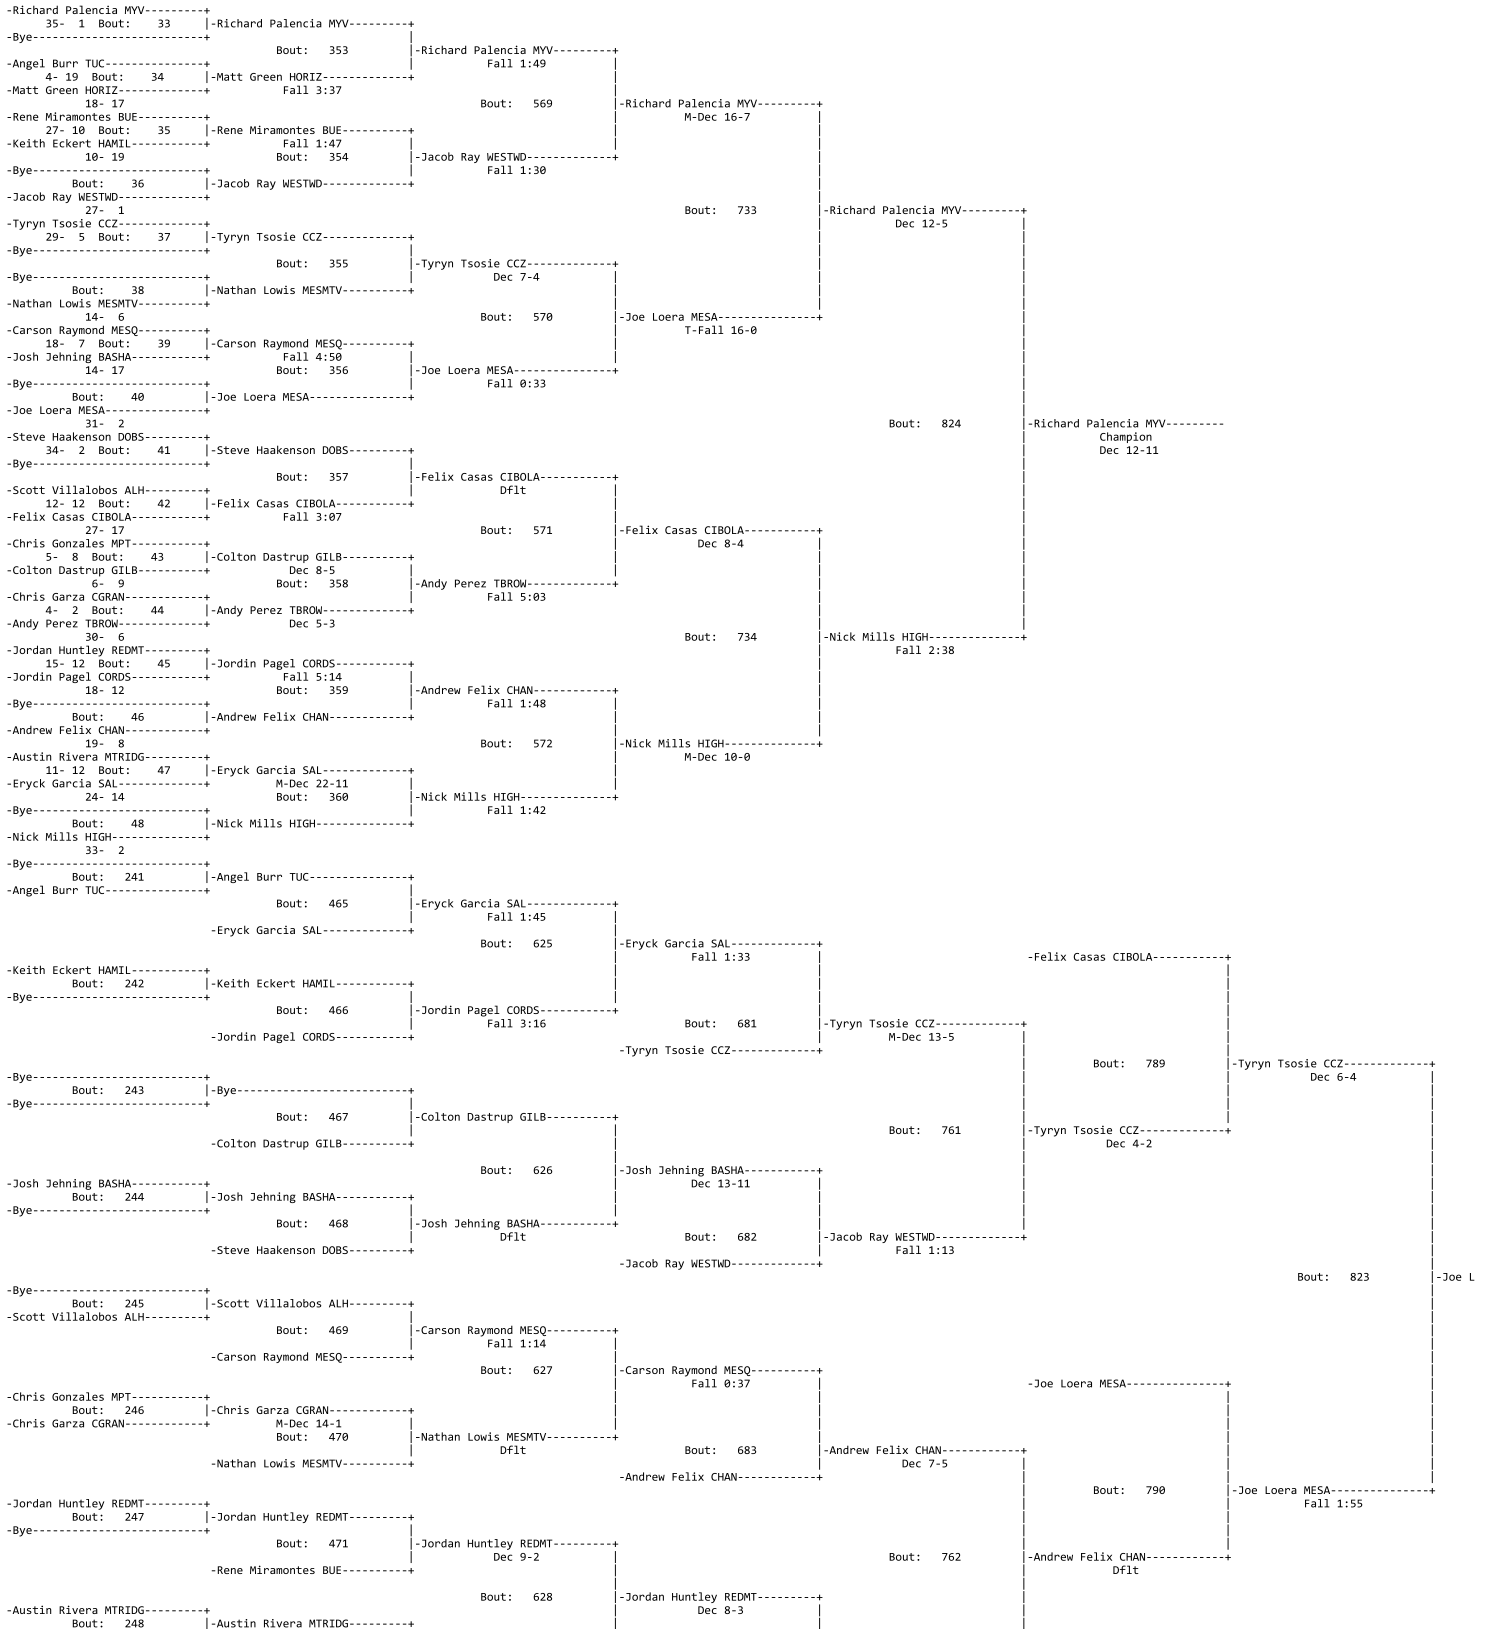 -Richard Palencia MYV---------+
35- 1 Bout: 33 |-Richard Palencia MYV---------+
-Bye--------------------------+ |
Bout: 353 |-Richard Palencia MYV---------+
-Angel Burr TUC---------------+ | Fall 1:49 |
4- 19 Bout: 34 |-Matt Green HORIZ-------------+ |
-Matt Green HORIZ-------------+ Fall 3:37 |
18- 17 Bout: 569 |-Richard Palencia MYV---------+
-Rene Miramontes BUE----------+ | M-Dec 16-7 |
27- 10 Bout: 35 |-Rene Miramontes BUE----------+ | |
-Keith Eckert HAMIL-----------+ Fall 1:47 | | |
10- 19 Bout: 354 |-Jacob Ray WESTWD-------------+ |
-Bye--------------------------+ | Fall 1:30 |
Bout: 36 |-Jacob Ray WESTWD-------------+ |
-Jacob Ray WESTWD-------------+ |
27- 1 Bout: 733 |-Richard Palencia MYV---------+
-Tyryn Tsosie CCZ-------------+ | Dec 12-5 |
29- 5 Bout: 37 |-Tyryn Tsosie CCZ-------------+ | |
-Bye--------------------------+ | | |
Bout: 355 |-Tyryn Tsosie CCZ-------------+ | |
-Bye--------------------------+ | Dec 7-4 | | |
Bout: 38 |-Nathan Lowis MESMTV----------+ | | |
-Nathan Lowis MESMTV----------+ | | |
14- 6 Bout: 570 |-Joe Loera MESA---------------+ |
-Carson Raymond MESQ----------+ | T-Fall 16-0 |
18- 7 Bout: 39 |-Carson Raymond MESQ----------+ | |
-Josh Jehning BASHA-----------+ Fall 4:50 | | |
14- 17 Bout: 356 |-Joe Loera MESA---------------+ |
-Bye--------------------------+ | Fall 0:33 |
Bout: 40 |-Joe Loera MESA---------------+ |
-Joe Loera MESA---------------+ |
31- 2 Bout: 824 |-Richard Palencia MYV---------
-Steve Haakenson DOBS---------+ | Champion
34- 2 Bout: 41 |-Steve Haakenson DOBS---------+ | Dec 12-11
-Bye--------------------------+ | |
Bout: 357 |-Felix Casas CIBOLA-----------+ |
-Scott Villalobos ALH---------+ | Dflt | |
12- 12 Bout: 42 |-Felix Casas CIBOLA-----------+ | |
-Felix Casas CIBOLA-----------+ Fall 3:07 | |
27- 17 Bout: 571 |-Felix Casas CIBOLA-----------+ |
-Chris Gonzales MPT-----------+ | Dec 8-4 | |
5- 8 Bout: 43 |-Colton Dastrup GILB----------+ | | |
-Colton Dastrup GILB----------+ Dec 8-5 | | | |
6- 9 Bout: 358 |-Andy Perez TBROW-------------+ | |
-Chris Garza CGRAN------------+ | Fall 5:03 | |
4- 2 Bout: 44 |-Andy Perez TBROW-------------+ | |
-Andy Perez TBROW-------------+ Dec 5-3 | |
30- 6 Bout: 734 |-Nick Mills HIGH--------------+
-Jordan Huntley REDMT---------+ | Fall 2:38
15- 12 Bout: 45 |-Jordin Pagel CORDS-----------+ |
-Jordin Pagel CORDS-----------+ Fall 5:14 | |
18- 12 Bout: 359 |-Andrew Felix CHAN------------+ |
-Bye--------------------------+ | Fall 1:48 | |
Bout: 46 |-Andrew Felix CHAN------------+ | |
-Andrew Felix CHAN------------+ | |
19- 8 Bout: 572 |-Nick Mills HIGH--------------+
-Austin Rivera MTRIDG---------+ | M-Dec 10-0
11- 12 Bout: 47 |-Eryck Garcia SAL-------------+ |
-Eryck Garcia SAL-------------+ M-Dec 22-11 | |
24- 14 Bout: 360 |-Nick Mills HIGH--------------+
-Bye--------------------------+ | Fall 1:42
Bout: 48 |-Nick Mills HIGH--------------+
-Nick Mills HIGH--------------+
33- 2
-Bye--------------------------+
Bout: 241 |-Angel Burr TUC---------------+
-Angel Burr TUC---------------+ |
Bout: 465 |-Eryck Garcia SAL-------------+
| Fall 1:45 |
-Eryck Garcia SAL-------------+ |
Bout: 625 |-Eryck Garcia SAL-------------+
| Fall 1:33 | -Felix Casas CIBOLA-----------+
-Keith Eckert HAMIL-----------+ | | |
Bout: 242 |-Keith Eckert HAMIL-----------+ | | |
-Bye--------------------------+ | | | |
Bout: 466 |-Jordin Pagel CORDS-----------+ | |
| Fall 3:16 Bout: 681 |-Tyryn Tsosie CCZ-------------+ |
-Jordin Pagel CORDS-----------+ | M-Dec 13-5 | |
-Tyryn Tsosie CCZ-------------+ | |
| Bout: 789 |-Tyryn Tsosie CCZ-------------+
-Bye--------------------------+ | | Dec 6-4 |
Bout: 243 |-Bye--------------------------+ | | |
-Bye--------------------------+ | | | |
Bout: 467 |-Colton Dastrup GILB----------+ | | |
| | Bout: 761 |-Tyryn Tsosie CCZ-------------+ |
-Colton Dastrup GILB----------+ | | Dec 4-2 |
| | |
Bout: 626 |-Josh Jehning BASHA-----------+ | |
-Josh Jehning BASHA-----------+ | Dec 13-11 | | |
Bout: 244 |-Josh Jehning BASHA-----------+ | | | |
-Bye--------------------------+ | | | | |
Bout: 468 |-Josh Jehning BASHA-----------+ | | |
| Dflt Bout: 682 |-Jacob Ray WESTWD-------------+ |
-Steve Haakenson DOBS---------+ | Fall 1:13 |
-Jacob Ray WESTWD-------------+ |
Bout: 823 |-Joe L
-Bye--------------------------+ |
Bout: 245 |-Scott Villalobos ALH---------+ |
-Scott Villalobos ALH---------+ | |
Bout: 469 |-Carson Raymond MESQ----------+ |
| Fall 1:14 | |
-Carson Raymond MESQ----------+ | |
Bout: 627 |-Carson Raymond MESQ----------+ |
| Fall 0:37 | -Joe Loera MESA---------------+ |
-Chris Gonzales MPT-----------+ | | | |
Bout: 246 |-Chris Garza CGRAN------------+ | | | |
-Chris Garza CGRAN------------+ M-Dec 14-1 | | | | |
Bout: 470 |-Nathan Lowis MESMTV----------+ | | |
| Dflt Bout: 683 |-Andrew Felix CHAN------------+ | |
-Nathan Lowis MESMTV----------+ | Dec 7-5 | | |
-Andrew Felix CHAN------------+ | | |
| Bout: 790 |-Joe Loera MESA---------------+
-Jordan Huntley REDMT---------+ | | Fall 1:55
Bout: 247 |-Jordan Huntley REDMT---------+ | |
-Bye--------------------------+ | | |
Bout: 471 |-Jordan Huntley REDMT---------+ | |
| Dec 9-2 | Bout: 762 |-Andrew Felix CHAN------------+
-Rene Miramontes BUE----------+ | | Dflt
Bout: 628 |-Jordan Huntley REDMT---------+ |
-Austin Rivera MTRIDG---------+ | Dec 8-3 | |
Bout: 248 |-Austin Rivera MTRIDG---------+ | | |